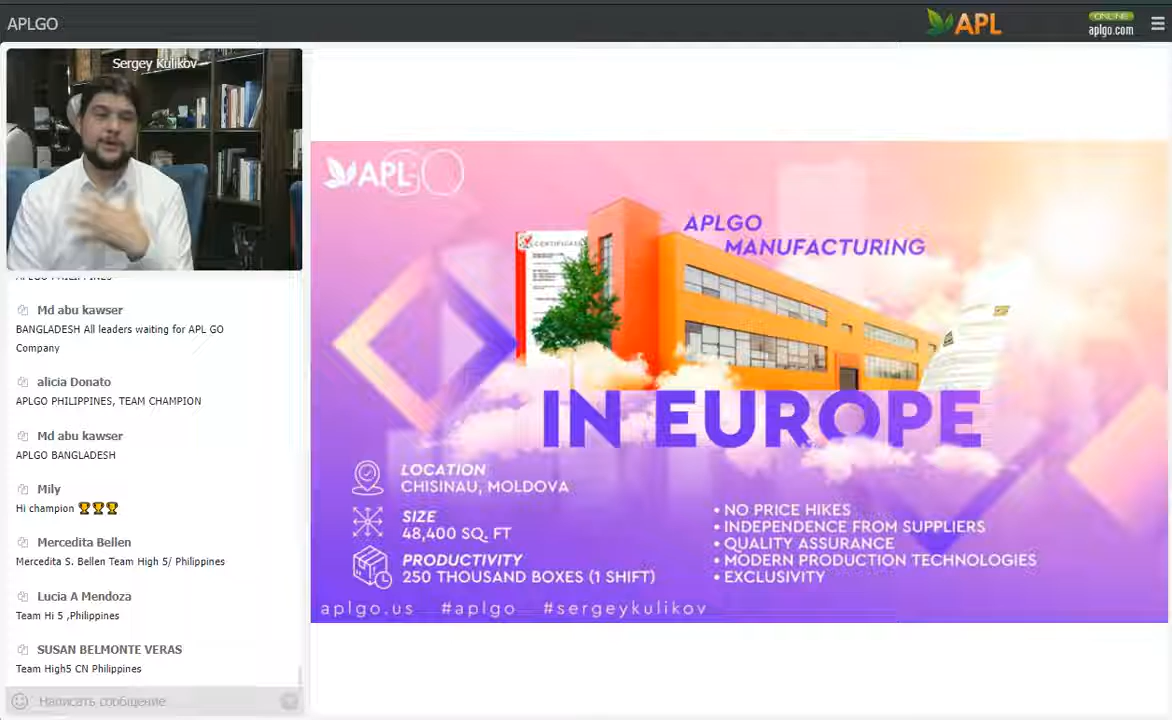 APLGO
APL
ONLINE
aplgo.com
Sergey Kulikov
APLGO PHILIPPINES
Md abu kawser
BANGLADESH All leaders waiting for APL GO
Company
alicia Donato
APLGO PHILIPPINES, TEAM CHAMPION
Md abu kawser
APLGO BANGLADESH
Mily
Hi champion 🏆🏆🏆
Mercedita Bellen
Mercedita S. Bellen Team High 5/ Philippines
Lucia A Mendoza
Team Hi 5 ,Philippines
SUSAN BELMONTE VERAS
Team High5 CN Philippines
Написать сообщение
APLGO
CERTIFICATE
APLGO
MANUFACTURING
IN EUROPE
LOCATION
CHISINAU, MOLDOVA
SIZE
48,400 SQ. FT
PRODUCTIVITY
250 THOUSAND BOXES (1 SHIFT)
• NO PRICE HIKES
• INDEPENDENCE FROM SUPPLIERS
• QUALITY ASSURANCE
• MODERN PRODUCTION TECHNOLOGIES
• EXCLUSIVITY
aplgo.us #aplgo #sergeykulikov